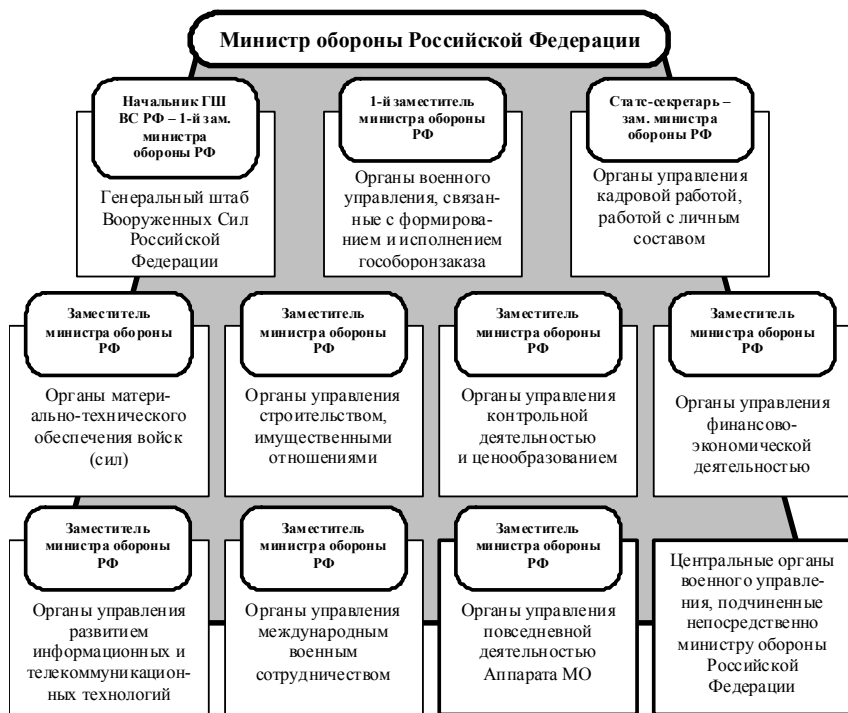 Министр обороны Российской Федерации
Начальник ГШ
ВС РФ – 1-й зам.
министра
обороны РФ
Генеральный штаб
Вооруженных Сил
Российской
Федерации
1-й заместитель
министра обороны
РФ
Органы военного
управления, связан-
ные с формирова-
нием и исполнением
гособоронзаказа
Статс-секретарь –
зам. министра
обороны РФ
Органы управления
кадровой работой,
работой с личным
составом
Заместитель
министра обороны
РФ
Органы матери-
ально-технического
обеспечения войск
(сил)
Заместитель
министра обороны
РФ
Органы управления
строительством,
имущественными
отношениями
Заместитель
министра обороны
РФ
Органы управления
контрольной
деятельностью
и ценообразованием
Заместитель
министра обороны
РФ
Органы управления
финансово-
экономической
деятельностью
Заместитель
министра обороны
РФ
Органы управления
развитием
информационных и
телекоммуникацион-
ных технологий
Заместитель
министра обороны
РФ
Органы управления
международным
военным
сотрудничеством
Заместитель
министра обороны
РФ
Органы управления
повседневной
деятельностью
Аппарата МО
Центральные органы
военного управле-
ния, подчиненные
непосредственно
министру обороны
Российской
Федерации